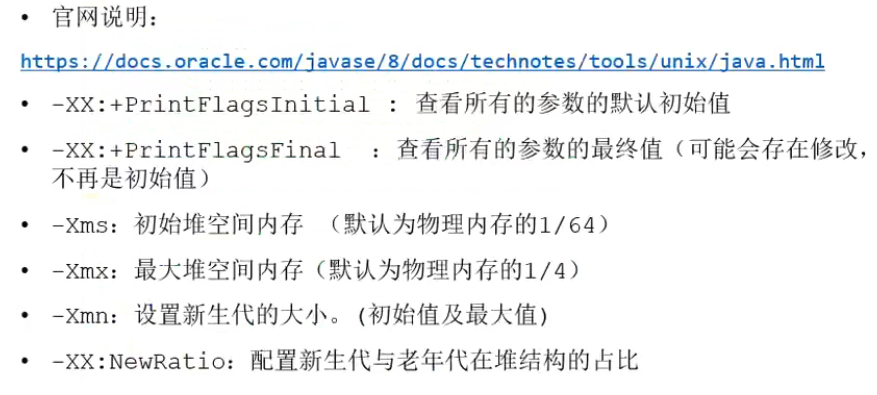 • 官网说明：
https://docs.oracle.com/javase/8/docs/technotes/tools/unix/java.html
• -XX:+PrintFlagsInitial ：查看所有的参数的默认初始值
• -XX:+PrintFlagsFinal ：查看所有的参数的最终值（可能会存在修改，
不再是初始值）
• -Xms：初始堆空间内存 （默认为物理内存的1/64）
• -Xmx：最大堆空间内存（默认为物理内存的1/4）
• -Xmn：设置新生代的大小。(初始值及最大值)
• -XX:NewRatio：配置新生代与老年代在堆结构的占比